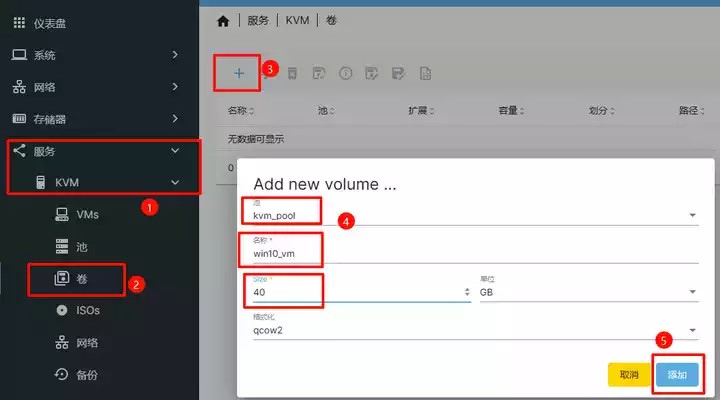 仪表盘
系统
网络
存储器
服务
KVM
1
VMs
池
卷
2
ISOs
网络
备份
服务 KVM 卷
3
名称 池 扩展 容量 划分 路径
无数据可显示
0
Add new volume ...
池
kvm_pool
4
名称 *
win10_vm
Size *
40
单位
GB
格式化
qcow2
5
取消 添加